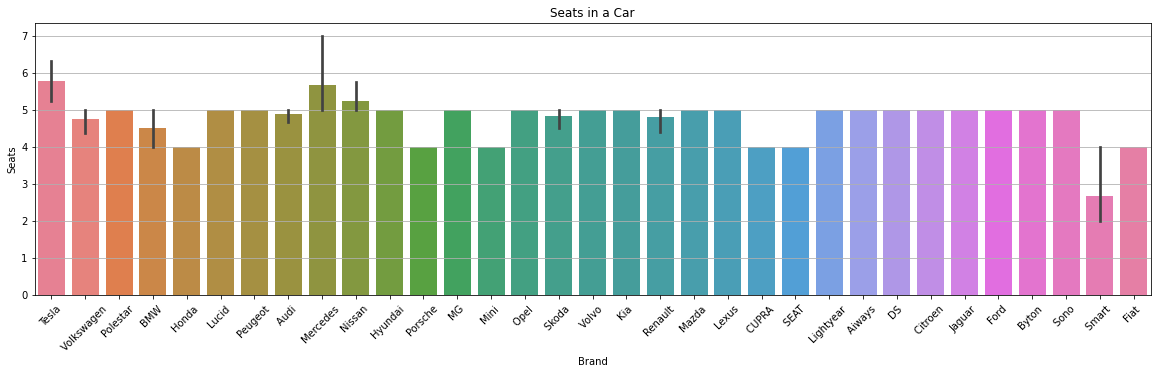 Seats in a Car
7
6
5
4
3
2
1
0
Seats
Tesla
Volkswagen
Polestar
BMW
Honda
Lucid
Peugeot
Audi
Mercedes
Nissan
Hyundai
Porsche
MG
Mini
Opel
Skoda
Volvo
Kia
Renault
Mazda
Lexus
CUPRA
SEAT
Lightyear
Aiways
DS
Citroen
Jaguar
Ford
Byton
Sono
Smart
Fiat
Brand